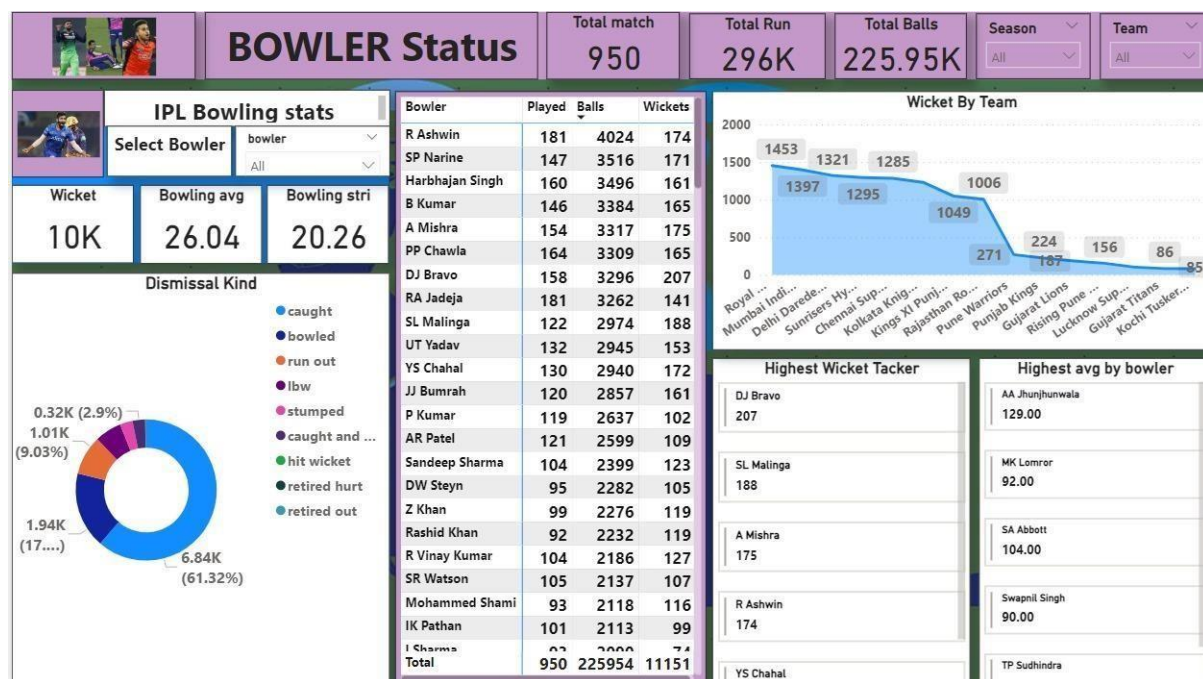 BOWLER Status
Total match
950
Total Run
296K
Total Balls
225.95K
Season
All
Team
All
IPL Bowling stats
Select Bowler
bowler
All
Wicket
10K
Bowling avg
26.04
Bowling stri
20.26
Dismissal Kind
caught
bowled
run out
lbw
stumped
caught and ...
hit wicket
retired hurt
retired out
0.32K (2.9%)
1.01K
(9.03%)
1.94K
(17....)
6.84K
(61.32%)
Bowler Played Balls Wickets
R Ashwin 181 4024 174
SP Narine 147 3516 171
Harbhajan Singh 160 3496 161
B Kumar 146 3384 165
A Mishra 154 3317 175
PP Chawla 164 3309 165
DJ Bravo 158 3296 207
RA Jadeja 181 3262 141
SL Malinga 122 2974 188
UT Yadav 132 2945 153
YS Chahal 130 2940 172
JJ Bumrah 120 2857 161
P Kumar 119 2637 102
AR Patel 121 2599 109
Sandeep Sharma 104 2399 123
DW Steyn 95 2282 105
Z Khan 99 2276 119
Rashid Khan 92 2232 119
R Vinay Kumar 104 2186 127
SR Watson 105 2137 107
Mohammed Shami 93 2118 116
IK Pathan 101 2113 99
I Sharma
Total 950 225954 11151
Wicket By Team
2000
1500
1000
500
0
1453
1397
1321
1295
1285
1049
1006
271
224
187
156
86
85
Royal ...
Mumbai Indi...
Delhi Darede...
Sunrisers Hy...
Chennai Sup...
Kolkata Knig...
Kings XI Punj...
Rajasthan Ro...
Pune Warriors
Punjab Kings
Gujarat Lions
Rising Pune ...
Lucknow Sup...
Gujarat Titans
Kochi Tusker...
Highest Wicket Tacker
DJ Bravo
207
SL Malinga
188
A Mishra
175
R Ashwin
174
YS Chahal
Highest avg by bowler
AA Jhunjhunwala
129.00
MK Lomror
92.00
SA Abbott
104.00
Swapnil Singh
90.00
TP Sudhindra